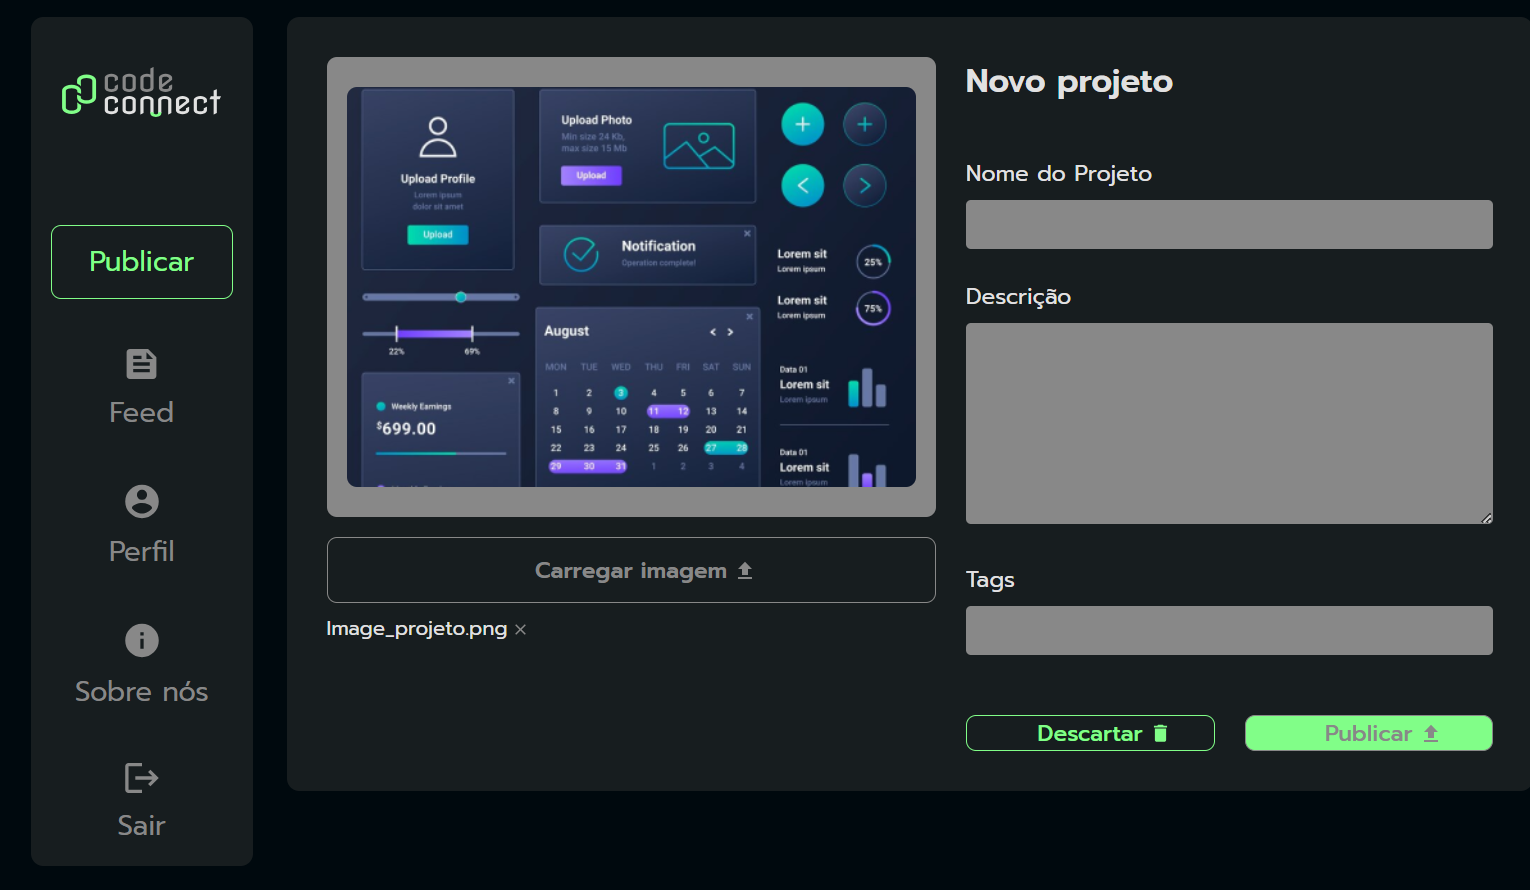 code
connect
Publicar
Feed
Perfil
Sobre nós
Sair
Upload Profile
Lorem ipsum
dolor sit amet
Upload
Upload Photo
Min size 24 Kb,
max size 15 Mb
Upload
Notification
Operation complete!
22% 69%
Weekly Earnings
$699.00
August < >
MON TUE WED THU FRI SAT SUN
1 2 3 4 5 6 7
8 9 10 11 12 13 14
15 16 17 18 19 20 21
22 23 24 25 26 27 28
29 30 31 1 2 3 4
Lorem sit
Lorem ipsum
25%
Lorem sit
Lorem ipsum
75%
Data 01
Lorem sit
Lorem ipsum
Data 01
Lorem sit
Lorem ipsum
Carregar imagem
Image_projeto.png ×
Novo projeto
Nome do Projeto
Descrição
Tags
Descartar
Publicar